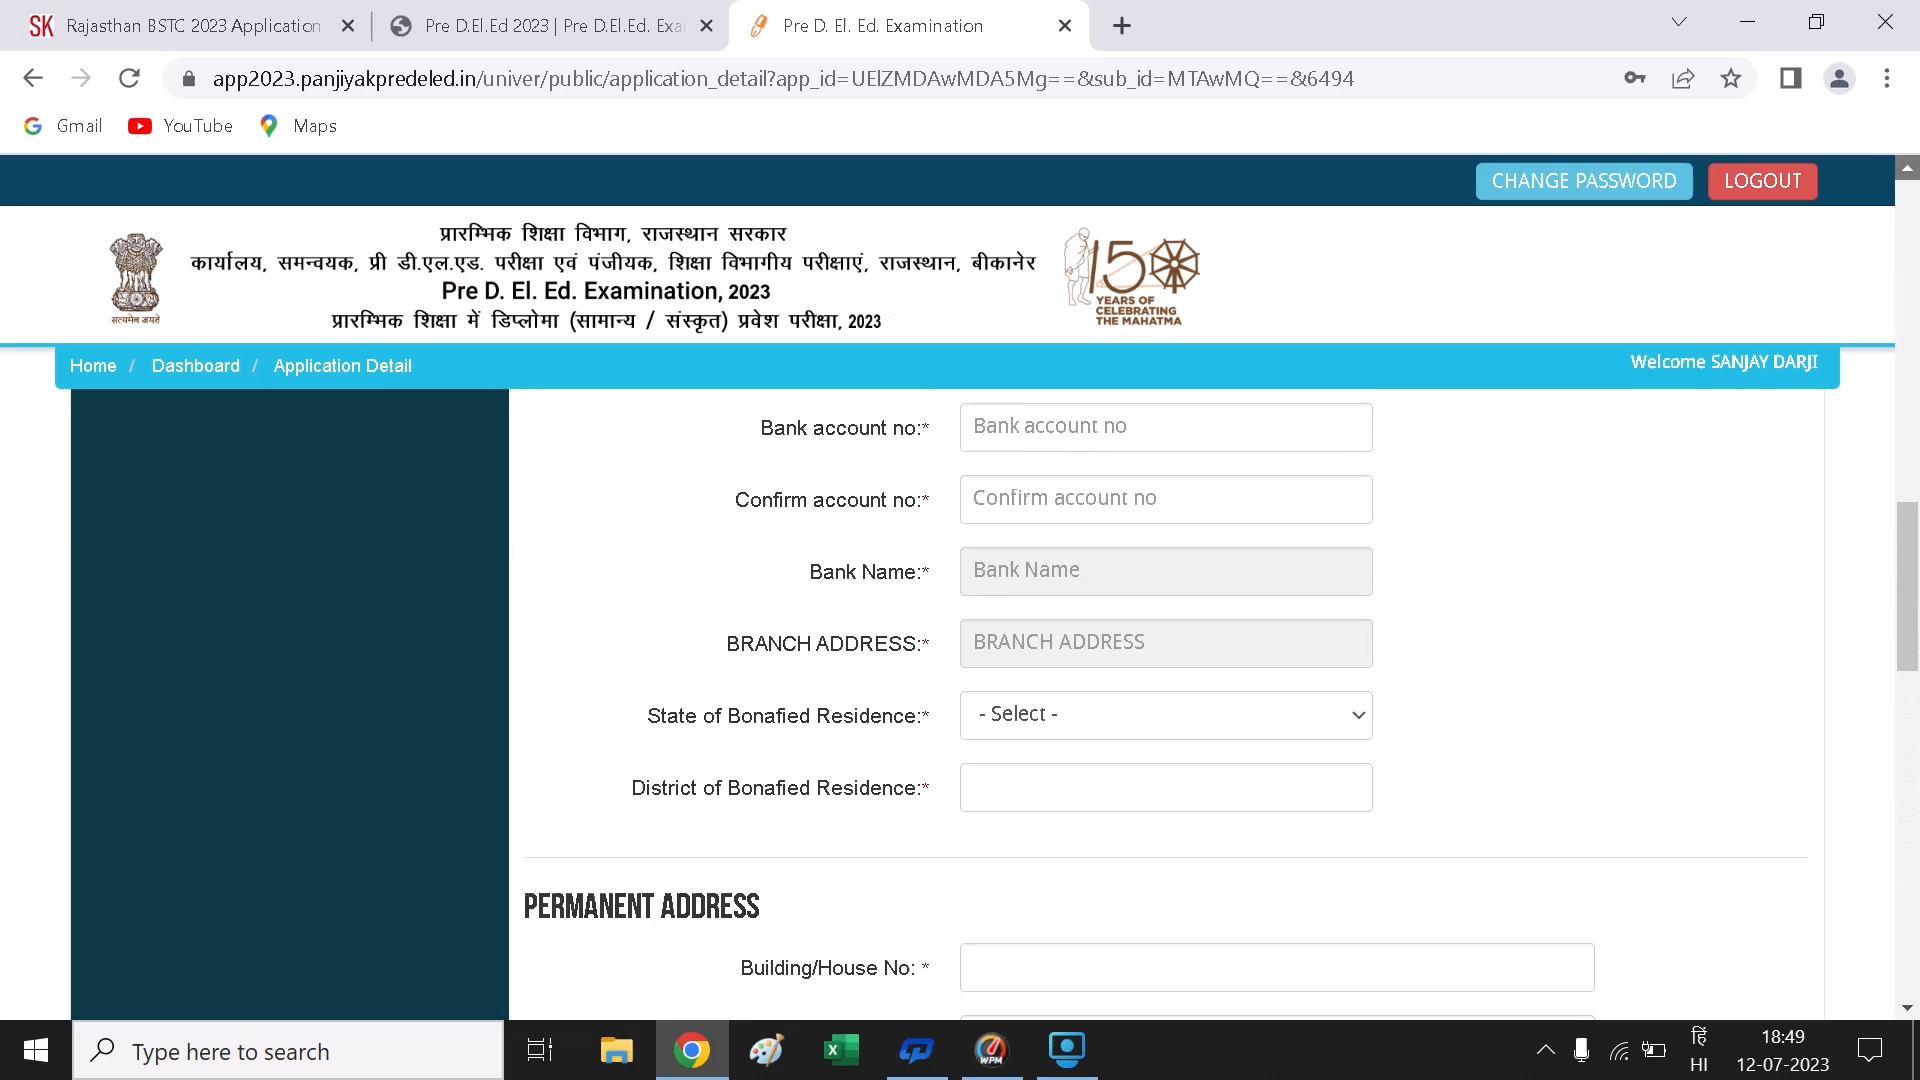 SK Rajasthan BSTC 2023 Application
Pre D.El.Ed 2023 | Pre D.El.Ed. Exa
Pre D. El. Ed. Examination
app2023.panjiyakpredeled.in/univer/public/application_detail?app_id=UElZMDAwMDA5Mg==&sub_id=MTAwMQ==&6494
Gmail YouTube Maps
CHANGE PASSWORD LOGOUT
प्रारम्भिक शिक्षा विभाग, राजस्थान सरकार
कार्यालय, समन्वयक, प्री डी.एल.एड. परीक्षा एवं पंजीयक, शिक्षा विभागीय परीक्षाएं, राजस्थान, बीकानेर
Pre D. El. Ed. Examination, 2023
प्रारम्भिक शिक्षा में डिप्लोमा (सामान्य / संस्कृत) प्रवेश परीक्षा, 2023
सत्यमेव जयते
150
YEARS OF
CELEBRATING
THE MAHATMA
Home / Dashboard / Application Detail
Welcome SANJAY DARJI
Bank account no:* Bank account no
Confirm account no:* Confirm account no
Bank Name:* Bank Name
BRANCH ADDRESS:* BRANCH ADDRESS
State of Bonafied Residence:* - Select -
District of Bonafied Residence:*
PERMANENT ADDRESS
Building/House No: *
Type here to search
WPM
हिं
HI
18:49
12-07-2023